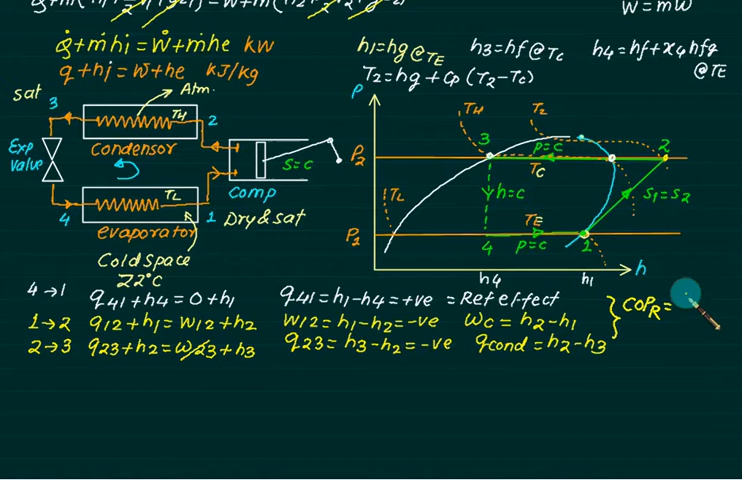 W = mw
Q̇ + ṁhi = Ẇ + ṁhe kW
q + hi = w + he kJ/kg
h1 = hg @TE h3 = hf @ Tc h4 = hf + x4 hfg @TE
T2 = hg + Cp (T2 - Tc)
sat
3
Atm.
TH
2
condensor
Exp valve
S = C
comp
TL
4
1
evaporator
Dry & sat
Cold space
Z2°C
P
TH
T2
3
P=C
2
P2
TC
TL
h=C
S1 = S2
TE
P1
4
P=C
1
h
h4
h1
4→1 q41 + h4 = 0 + h1 q41 = h1 - h4 = +ve = Ref effect
1→2 q12 + h1 = w12 + h2 w12 = h1 - h2 = -ve wc = h2 - h1
2→3 q23 + h2 = w23 + h3 q23 = h3 - h2 = -ve qcond = h2 - h3
COPR =